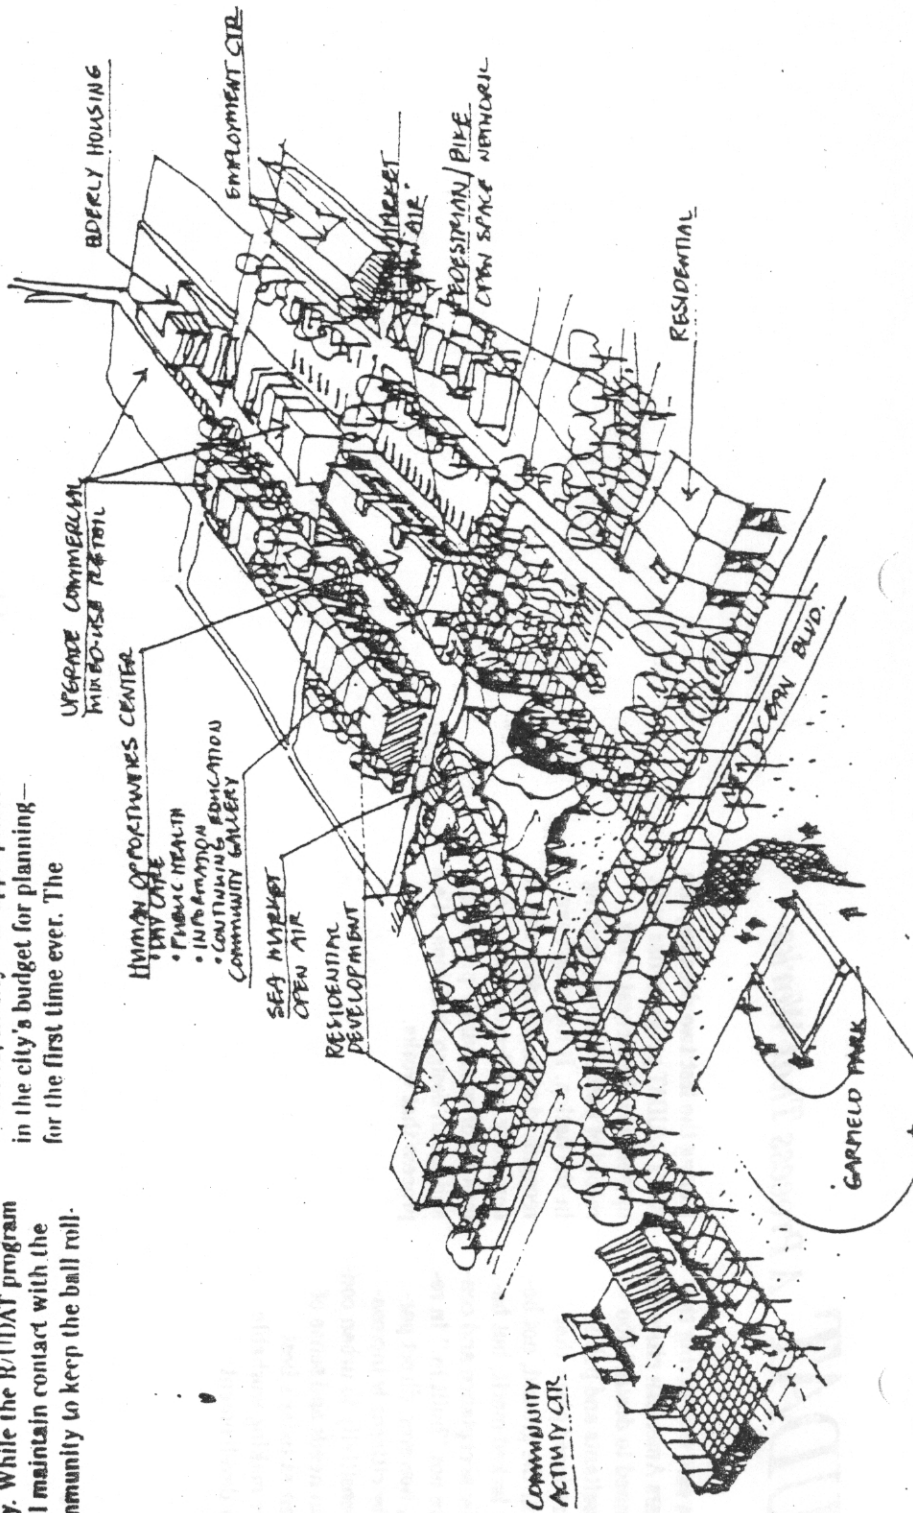 y. While the R/UDAT program
l maintain contact with the
mmunity to keep the ball roll-
in the city's budget for planning—
for the first time ever. The
COMMUNITY
ACTIVITY CTR
RESIDENTIAL
DEVELOPMENT
SEA MARKET
OPEN AIR
HUMAN OPPORTUNITIES CENTER
• DAY CARE
• PUBLIC HEALTH
• INFORMATION
• CONTINUING EDUCATION
COMMUNITY GALLERY
UPGRADE COMMERCIAL
MIXED-USE RETAIL
ELDERLY HOUSING
EMPLOYMENT CTR
MARKET
OPEN AIR
PEDESTRIAN/BIKE
OPEN SPACE NETWORK
RESIDENTIAL
OCEAN BLVD.
GARFIELD PARK